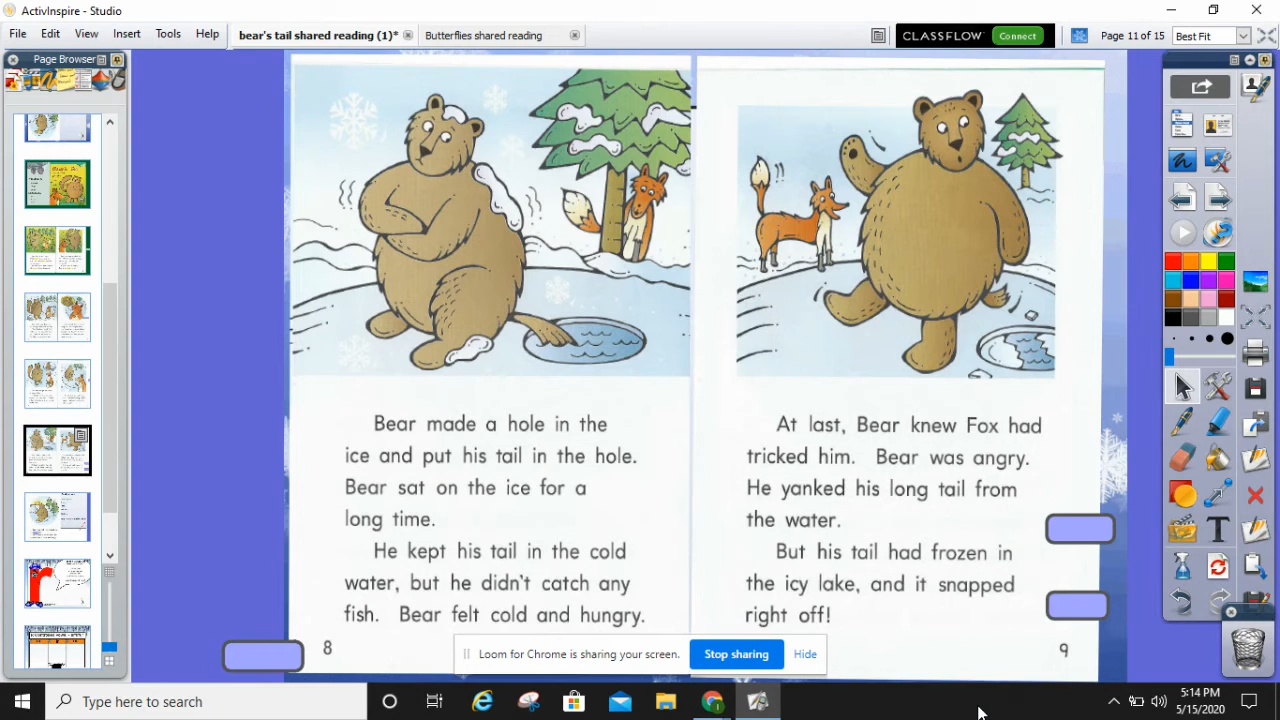 ActivInspire - Studio
File Edit View Insert Tools Help
bear's tail shared reading (1)*
Butterflies shared reading
CLASSFLOW Connect
Page 11 of 15
Best Fit
Page Browser
Bear made a hole in the
ice and put his tail in the hole.
Bear sat on the ice for a
long time.
He kept his tail in the cold
water, but he didn't catch any
fish. Bear felt cold and hungry.
8
At last, Bear knew Fox had
tricked him. Bear was angry.
He yanked his long tail from
the water.
But his tail had frozen in
the icy lake, and it snapped
right off!
9
Loom for Chrome is sharing your screen.
Stop sharing
Hide
Type here to search
5:14 PM
5/15/2020